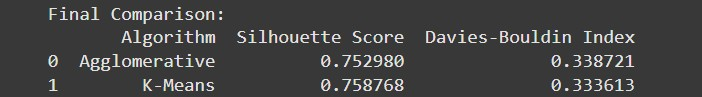 Final Comparison:
Algorithm Silhouette Score Davies-Bouldin Index
0 Agglomerative 0.752980 0.338721
1 K-Means 0.758768 0.333613